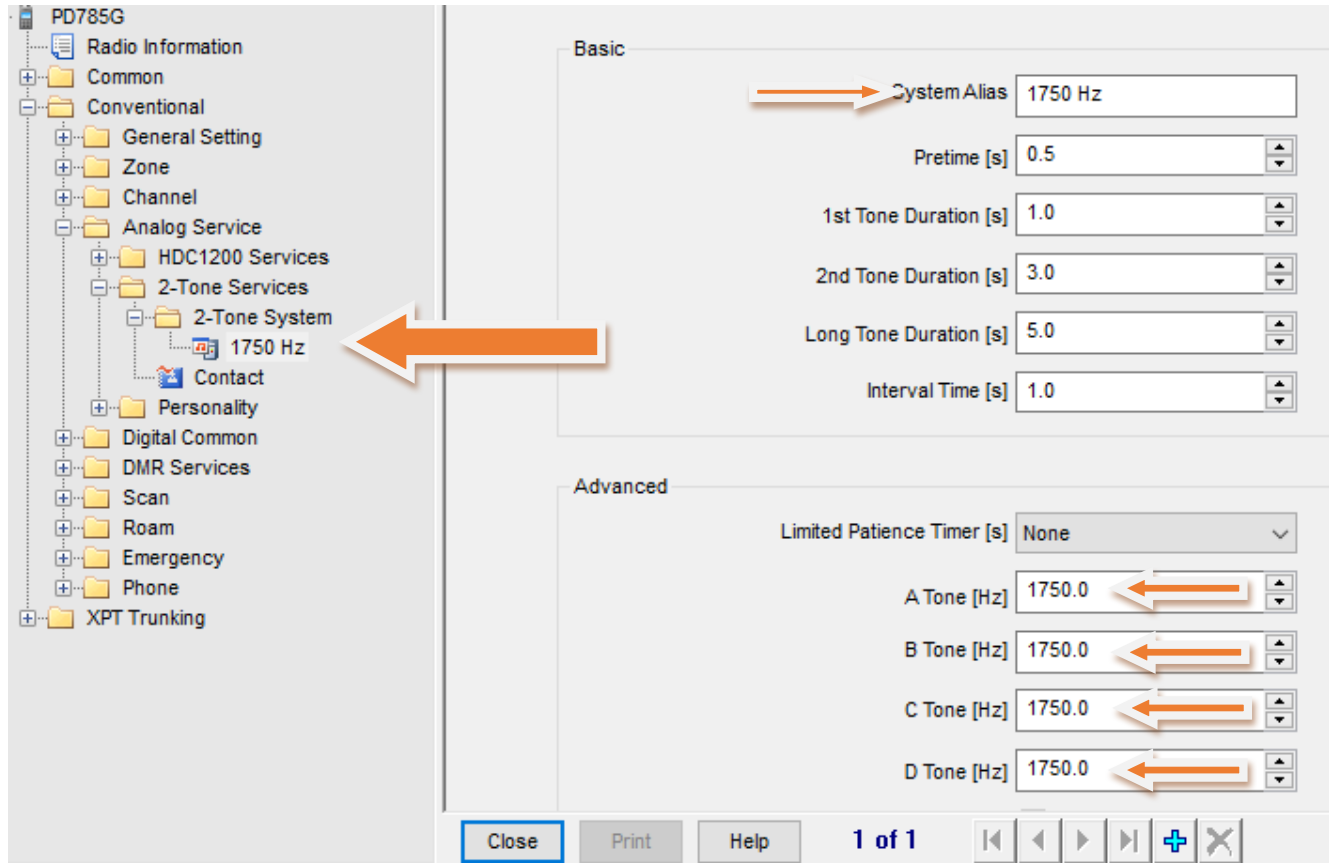 PD785G
Radio Information
Common
Conventional
General Setting
Zone
Channel
Analog Service
HDC1200 Services
2-Tone Services
2-Tone System
1750 Hz
Contact
Personality
Digital Common
DMR Services
Scan
Roam
Emergency
Phone
XPT Trunking
Basic
System Alias 1750 Hz
Pretime [s] 0.5
1st Tone Duration [s] 1.0
2nd Tone Duration [s] 3.0
Long Tone Duration [s] 5.0
Interval Time [s] 1.0
Advanced
Limited Patience Timer [s] None
A Tone [Hz] 1750.0
B Tone [Hz] 1750.0
C Tone [Hz] 1750.0
D Tone [Hz] 1750.0
Close Print Help 1 of 1